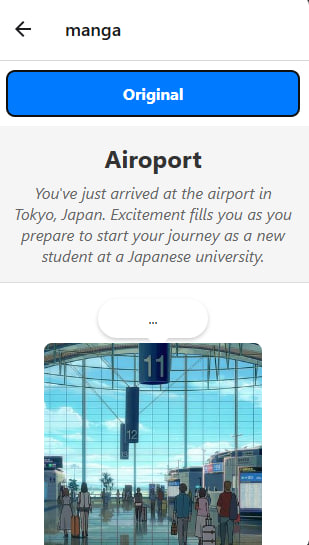 manga
Original
Airoport
You've just arrived at the airport in
Tokyo, Japan. Excitement fills you as you
prepare to start your journey as a new
student at a Japanese university.
...
11
12